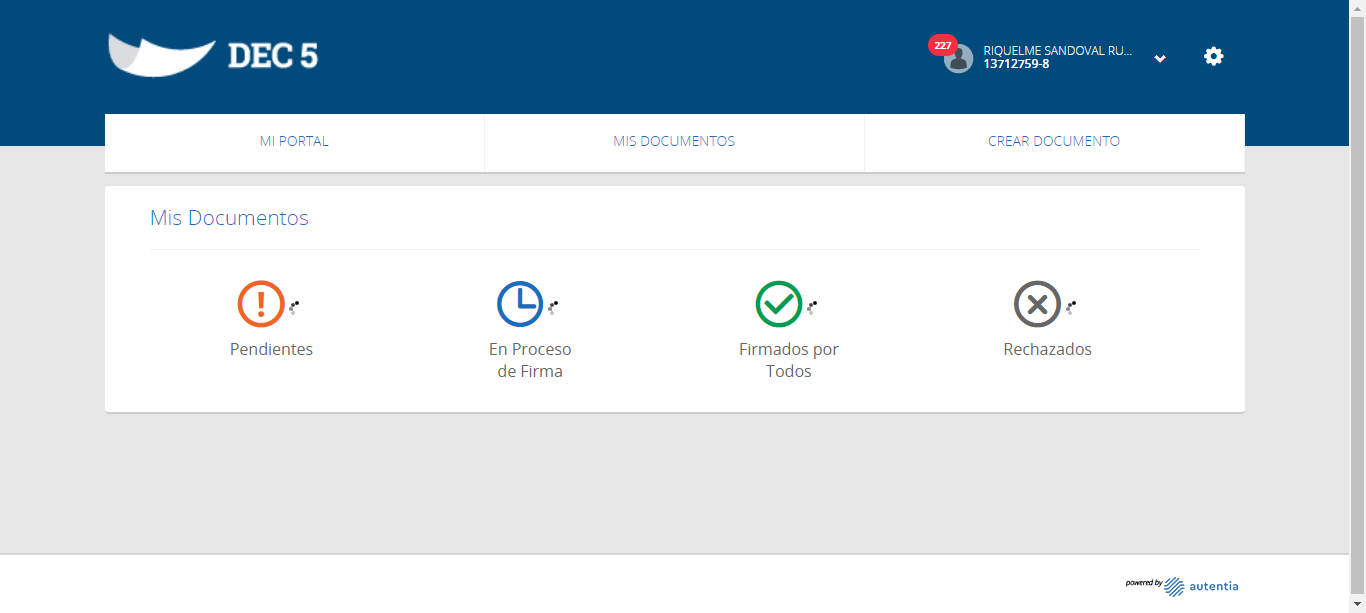 DEC 5
227
RIQUELME SANDOVAL RU...
13712759-8
MI PORTAL
MIS DOCUMENTOS
CREAR DOCUMENTO
Mis Documentos
Pendientes
En Proceso
de Firma
Firmados por
Todos
Rechazados
powered by
autentia